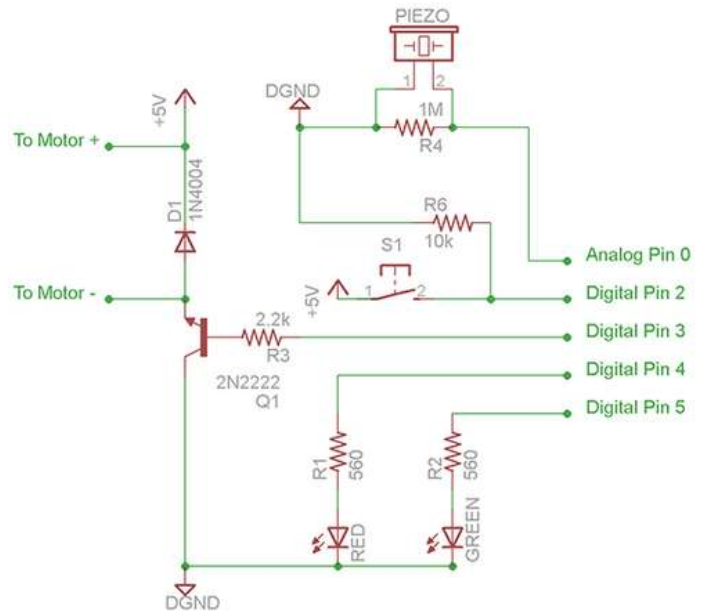 PIEZO
1 2
DGND
1M
R4
+5V
To Motor +
D1
1N4004
R6
10k
S1
Analog Pin 0
To Motor -
+5V
1 2
Digital Pin 2
2.2k
R3
Digital Pin 3
2N2222
Q1
Digital Pin 4
Digital Pin 5
R1
560
R2
560
RED
GREEN
DGND